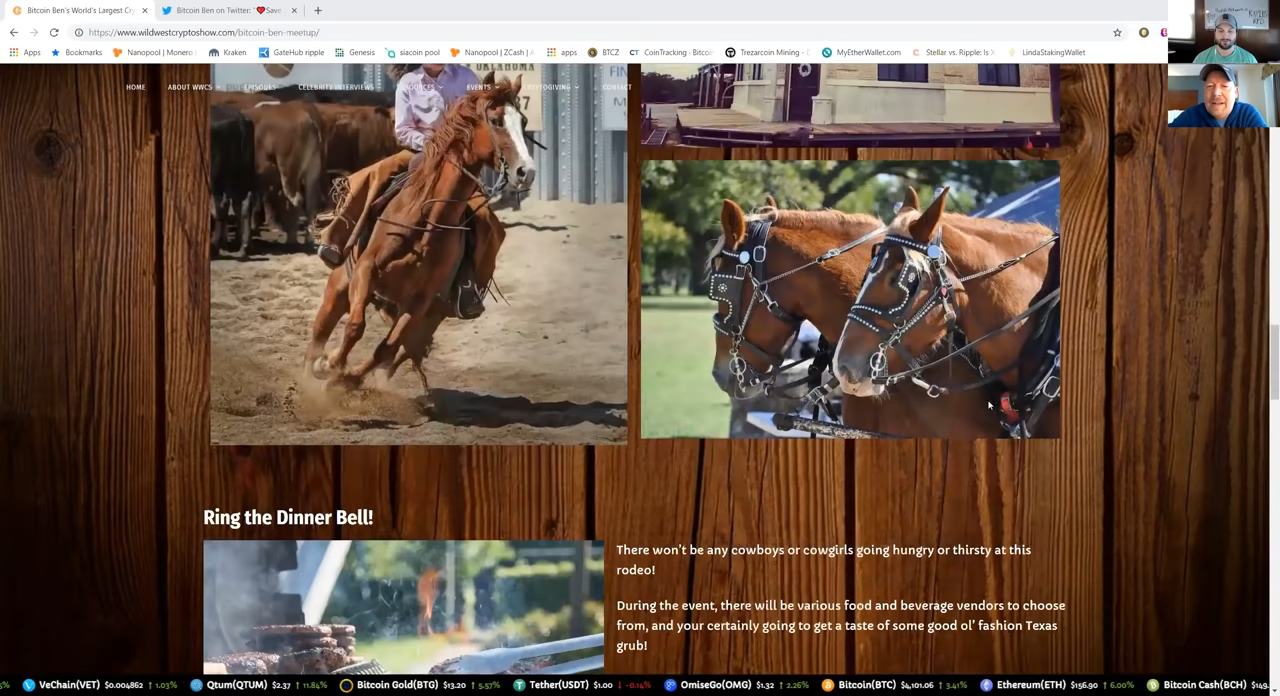 Bitcoin Ben's World's Largest Cry
Bitcoin Ben on Twitter: "❤Save
https://www.wildwestcryptoshow.com/bitcoin-ben-meetup/
Apps
Bookmarks
Nanopool | Monero
Kraken
GateHub ripple
Genesis
siacoin pool
Nanopool | ZCash |
apps
BTCZ
CoinTracking · Bitcoin
Trezarcoin Mining -
MyEtherWallet.com
Stellar vs. Ripple: Is
LindaStakingWallet
HOME
ABOUT WWCS
EPISODES
CELEBRITY INTERVIEWS
EVENTS
CONTACT
OKLAHOMA
Ring the Dinner Bell!
There won't be any cowboys or cowgirls going hungry or thirsty at this
rodeo!
During the event, there will be various food and beverage vendors to choose
from, and your certainly going to get a taste of some good ol' fashion Texas
grub!
VeChain(VET) $0.004862 ↑ 1.03%
Qtum(QTUM) $2.37 ↑ 11.84%
Bitcoin Gold(BTG) $13.20 ↑ 5.57%
Tether(USDT) $1.00 ↓ -0.14%
OmiseGo(OMG) $1.32 ↑ 2.26%
Bitcoin(BTC) $4,101.06 ↑ 3.41%
Ethereum(ETH) $156.90 ↑ 6.00%
Bitcoin Cash(BCH) $149.